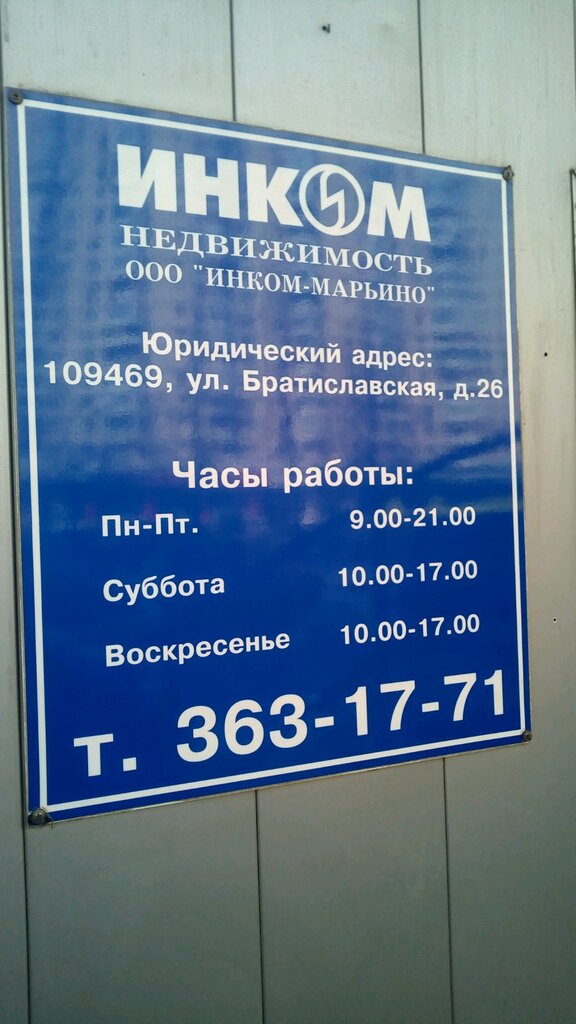 ИНКОМ
НЕДВИЖИМОСТЬ
ООО "ИНКОМ-МАРЬИНО"
Юридический адрес:
109469, ул. Братиславская, д.26
Часы работы:
Пн-Пт. 9.00-21.00
Суббота 10.00-17.00
Воскресенье 10.00-17.00
т. 363-17-71